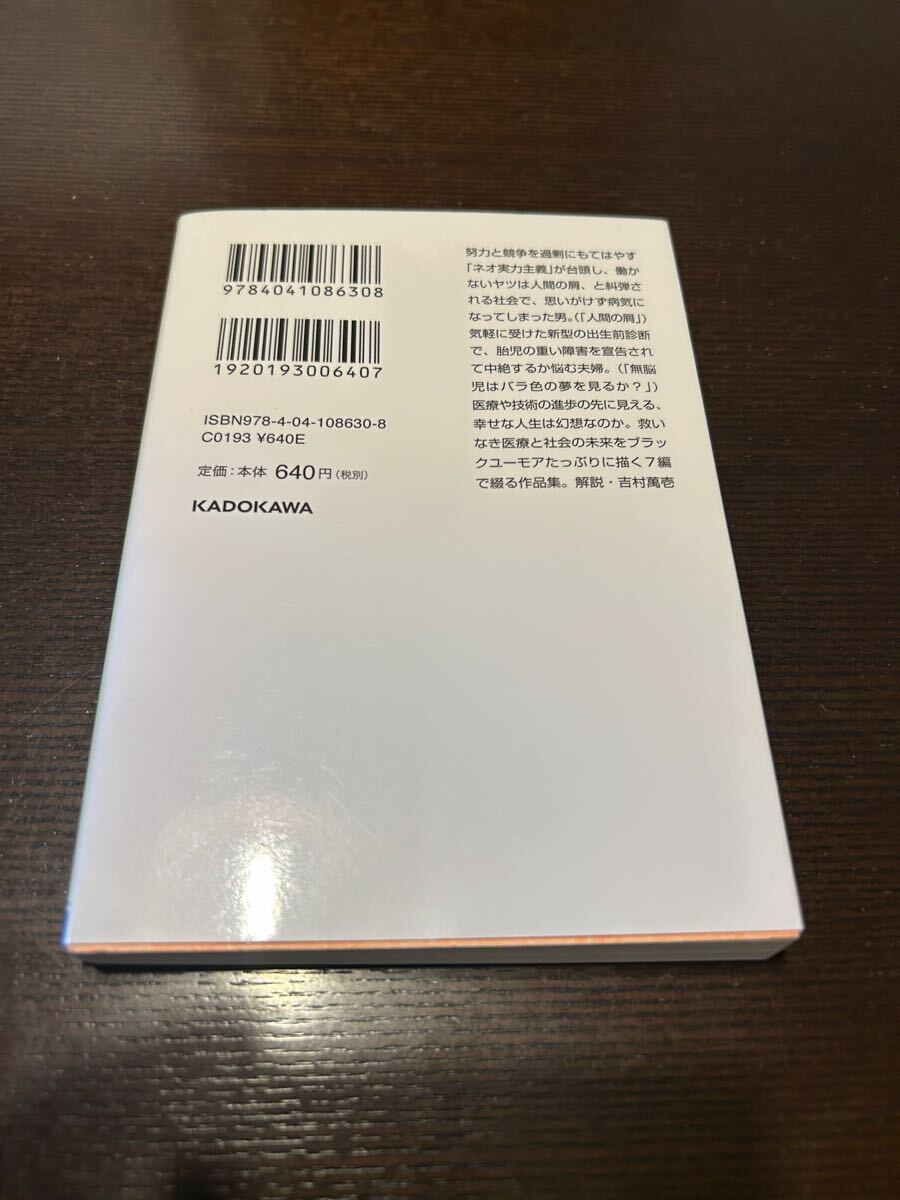 9784041086308
1920193006407
ISBN978-4-04-108630-8
C0193 ¥640E
定価:本体 640円(税別)
KADOKAWA
努力と競争を過剰にもてはやす
「ネオ実力主義」が台頭し、働か
ないヤツは人間の屑、と糾弾さ
れる社会で、思いがけず病気に
なってしまった男。(「人間の屑」)
気軽に受けた新型の出生前診断
で、胎児の重い障害を宣告され
て中絶するか悩む夫婦。(「無脳
児はバラ色の夢を見るか?」)
医療や技術の進歩の先に見える、
幸せな人生は幻想なのか。救い
なき医療と社会の未来をブラッ
クユーモアたっぷりに描く7編
で綴る作品集。解説・吉村萬壱